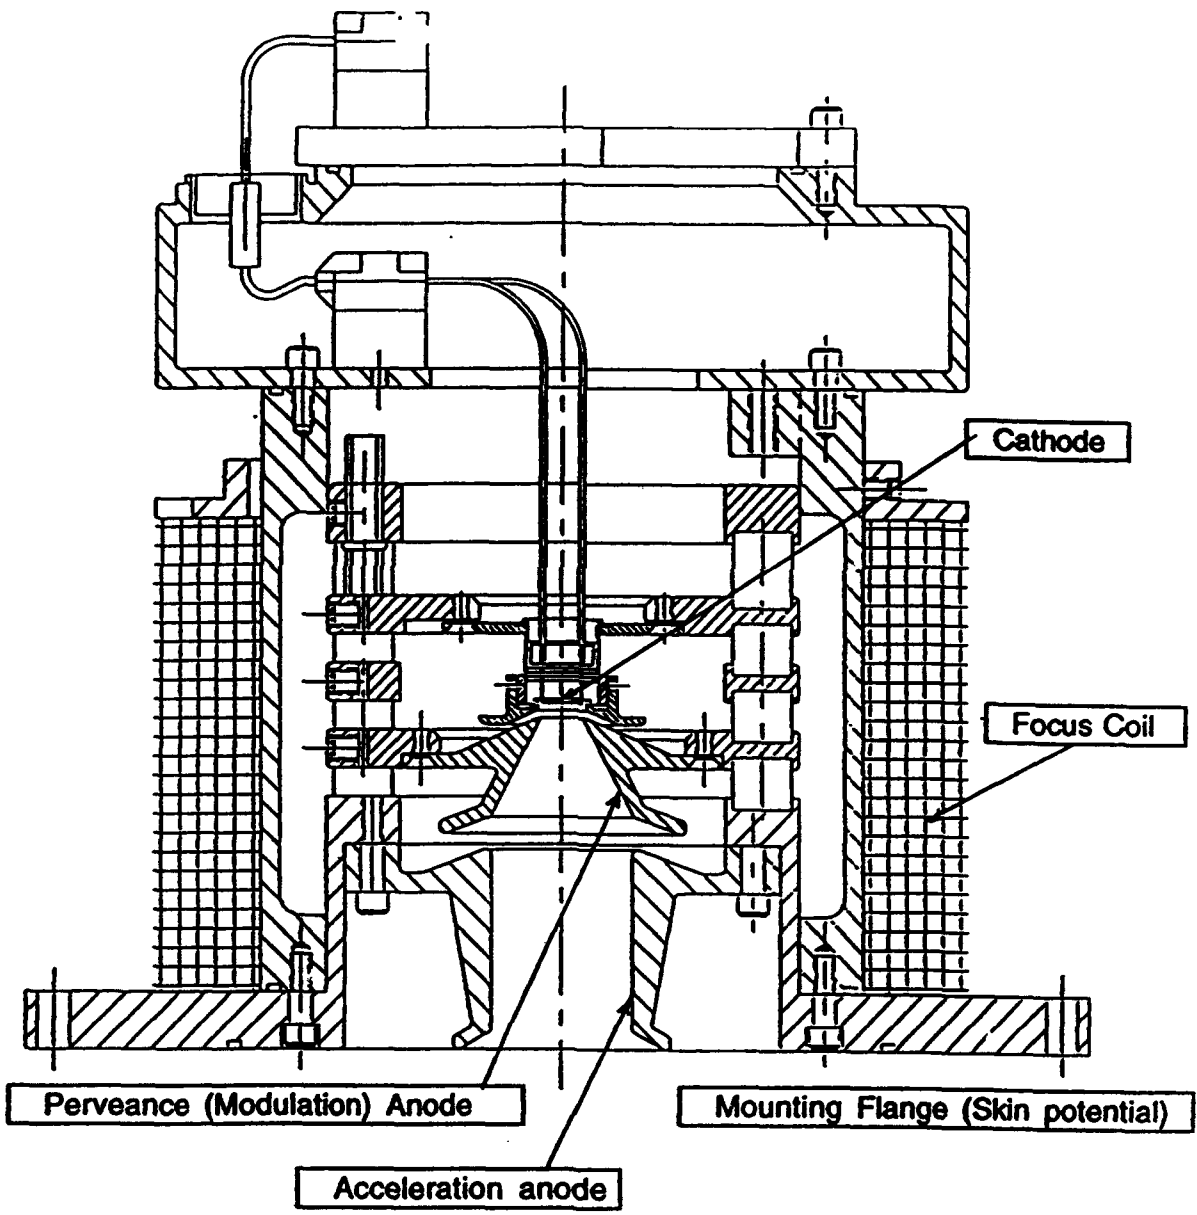 Cathode
Focus Coil
Perveance (Modulation) Anode
Mounting Flange (Skin potential)
Acceleration anode